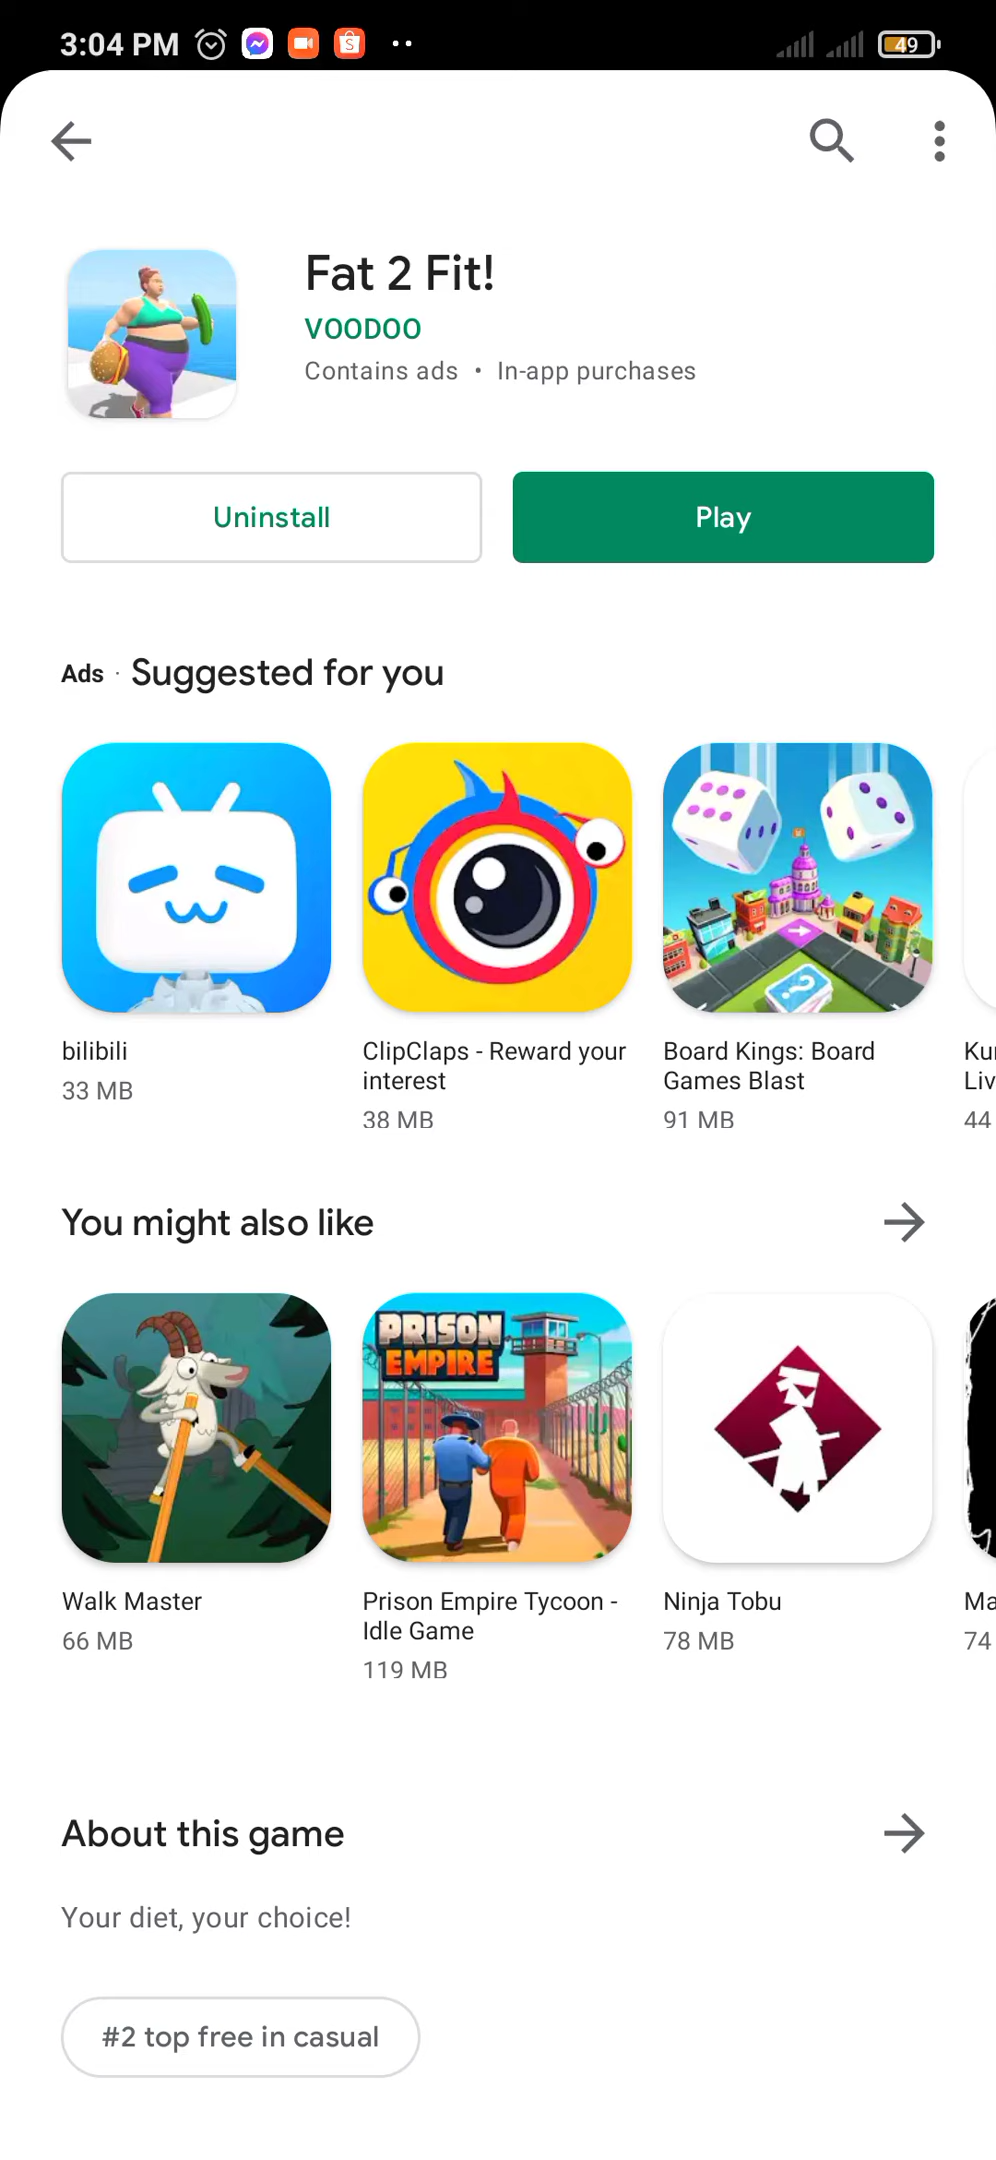 3:04 PM
49
Fat 2 Fit!
VOODOO
Contains ads • In-app purchases
Uninstall
Play
Ads · Suggested for you
bilibili
33 MB
ClipClaps - Reward your
interest
38 MB
Board Kings: Board
Games Blast
91 MB
44
You might also like
PRISON
EMPIRE
Walk Master
66 MB
Prison Empire Tycoon -
Idle Game
119 MB
Ninja Tobu
78 MB
74
About this game
Your diet, your choice!
#2 top free in casual